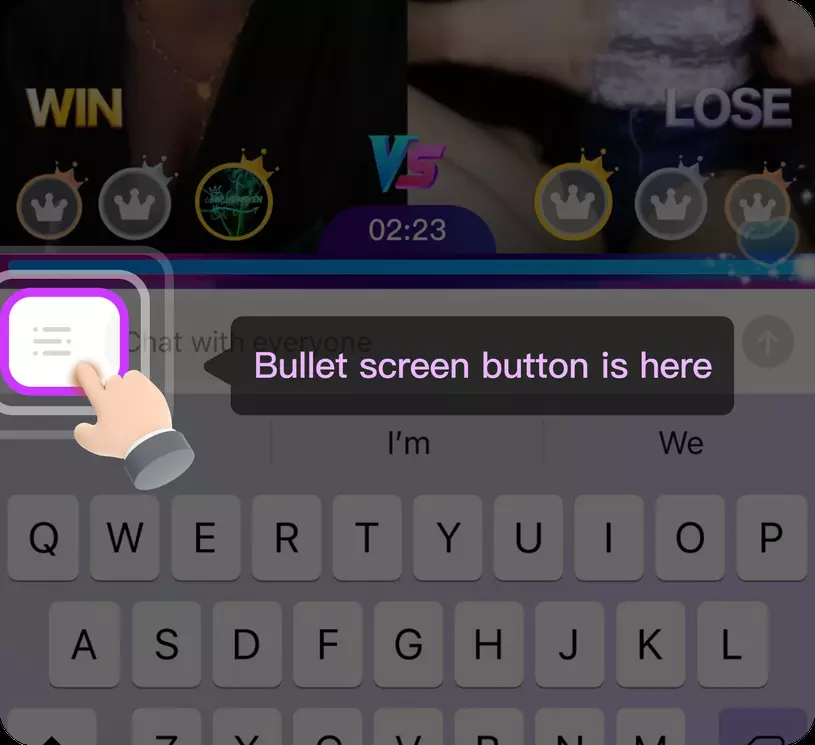 WIN
LOSE
VS
02:23
Chat with everyone
Bullet screen button is here
I'm
We
Q W E R T Y U I O P
A S D F G H J K L
Z X C V B N M